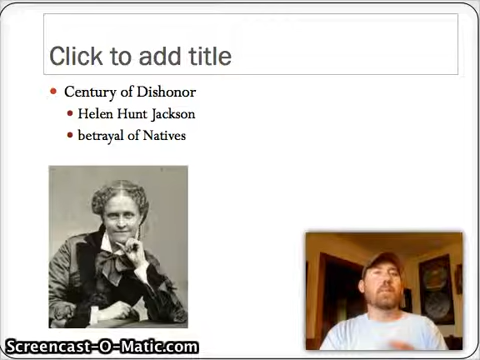 Click to add title
Century of Dishonor
Helen Hunt Jackson
betrayal of Natives
Screencast-O-Matic.com